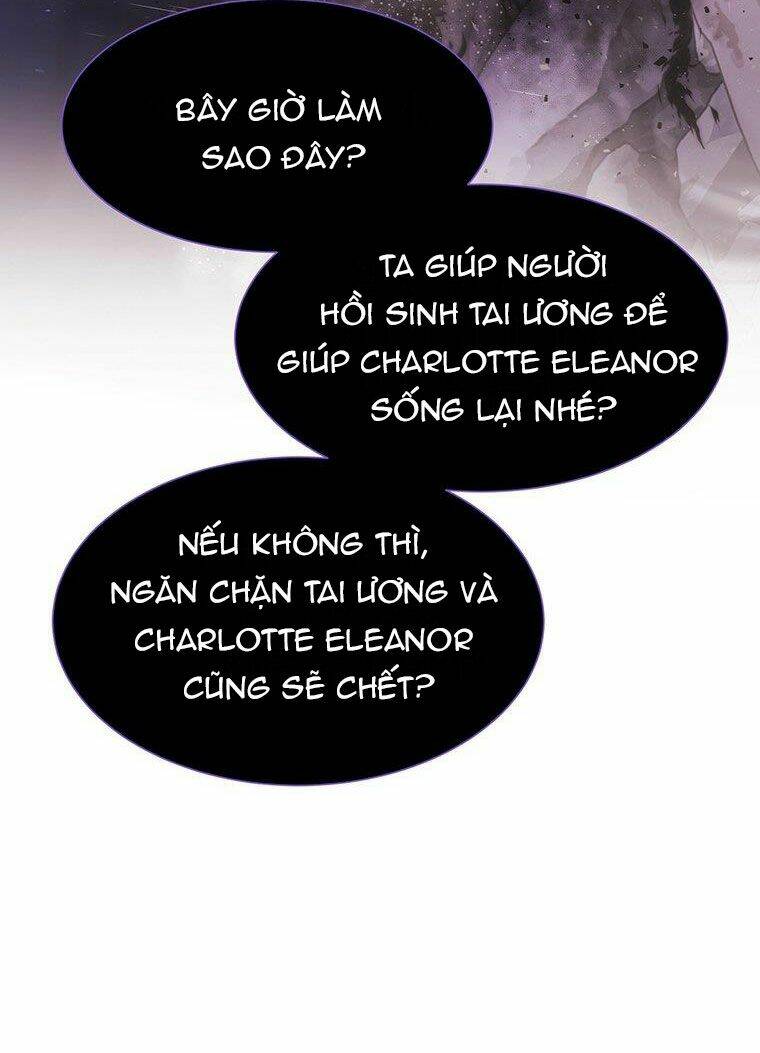 BÂY GIỜ LÀM
SAO ĐÂY?
TA GIÚP NGƯỜI
HỒI SINH TAI ƯƠNG ĐỂ
GIÚP CHARLOTTE ELEANOR
SỐNG LẠI NHÉ?
NẾU KHÔNG THÌ,
NGĂN CHẶN TAI ƯƠNG VÀ
CHARLOTTE ELEANOR
CŨNG SẼ CHẾT?